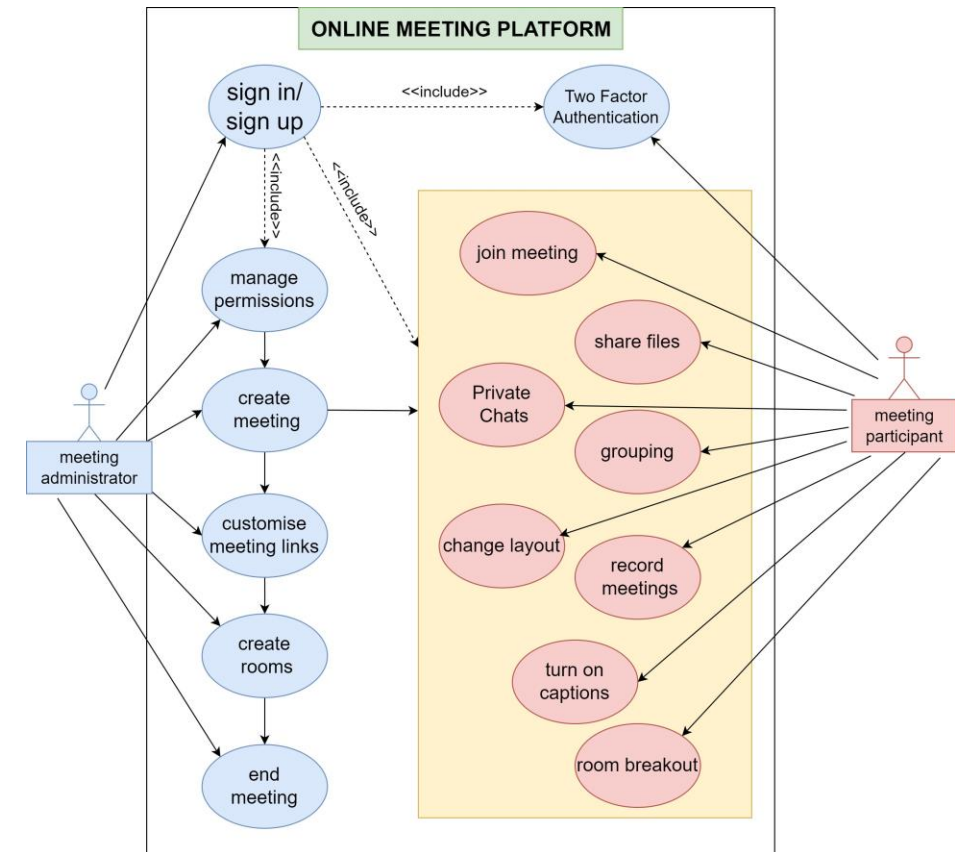 ONLINE MEETING PLATFORM
sign in/
sign up
<<include>>
Two Factor
Authentication
<<include>>
<<include>>
join meeting
manage
permissions
share files
Private
Chats
create
meeting
meeting
administrator
meeting
participant
grouping
customise
meeting links
change layout
record
meetings
create
rooms
turn on
captions
end
meeting
room breakout